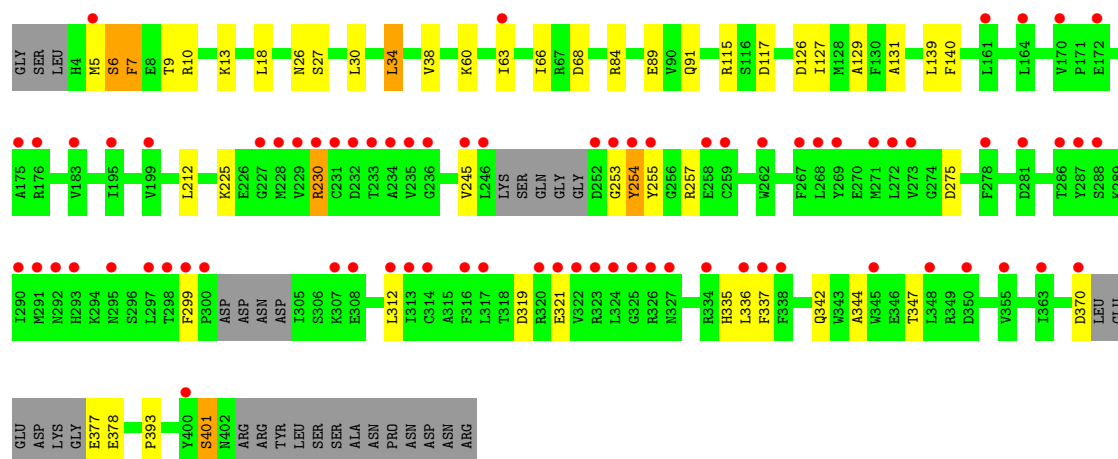 GLY SER LEU H4 M5 S6 F7 E8 T9 R10 K13 L18 N26 S27 L30 L34 V38 K60 I63 I66 R67 D68 R84 E89 V90 Q91 R115 S116 D117 D126 I127 M128 A129 F130 A131 L139 F140 L161 L164 V170 P171 E172
A175 R176 V183 I195 V199 L212 K225 E226 G227 M228 V229 R230 C231 D232 T233 A234 V235 G236 V245 L246 LYS SER GLN GLY GLY D252 G253 Y254 Y255 G256 R257 E258 C259 W262 F267 L268 Y269 E270 M271 L272 V273 G274 D275 F278 D281 T286 Y287 S288 K289
I290 M291 N292 H293 K294 N295 S296 L297 T298 F299 P300 ASP ASP ASN ASP I305 S306 K307 E308 L312 I313 C314 A315 F316 L317 T318 D319 R320 E321 V322 R323 L324 G325 R326 N327 R334 H335 L336 F337 F338 Q342 W343 A344 W345 E346 T347 L348 R349 D350 V355 I363 D370 LEU GLU
GLU ASP LYS GLY E377 E378 P393 Y400 S401 N402 ARG ARG TYR LEU SER SER ALA ASN PRO ASN ASP ASN ARG